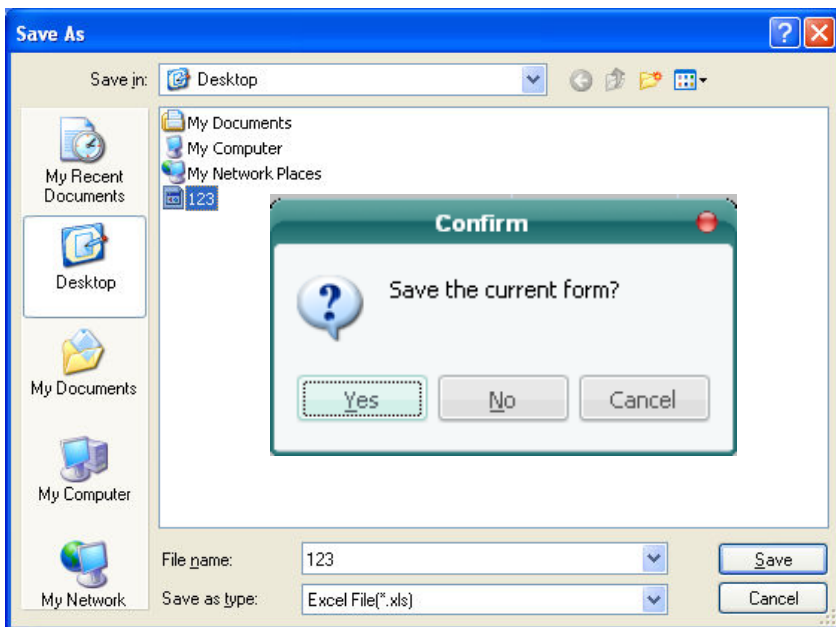 Save As
Save in:
Desktop
My Recent
Documents
Desktop
My Documents
My Computer
My Network
My Documents
My Computer
My Network Places
123
Confirm
Save the current form?
Yes
No
Cancel
File name:
123
Save
Save as type:
Excel File(*.xls)
Cancel